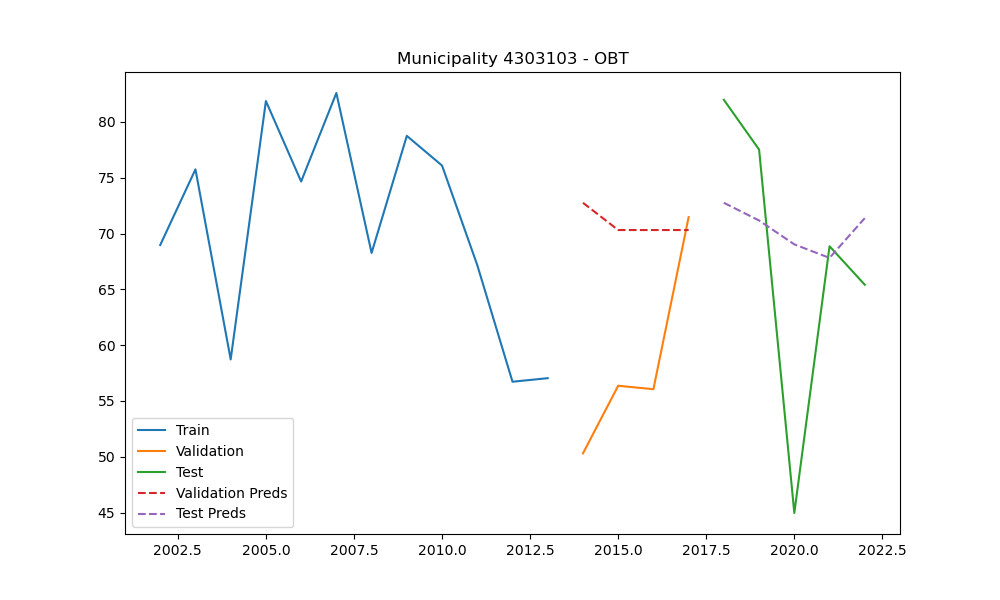 Municipality 4303103 - OBT
80
75
70
65
60
55
50
45
Train
Validation
Test
Validation Preds
Test Preds
2002.5 2005.0 2007.5 2010.0 2012.5 2015.0 2017.5 2020.0 2022.5